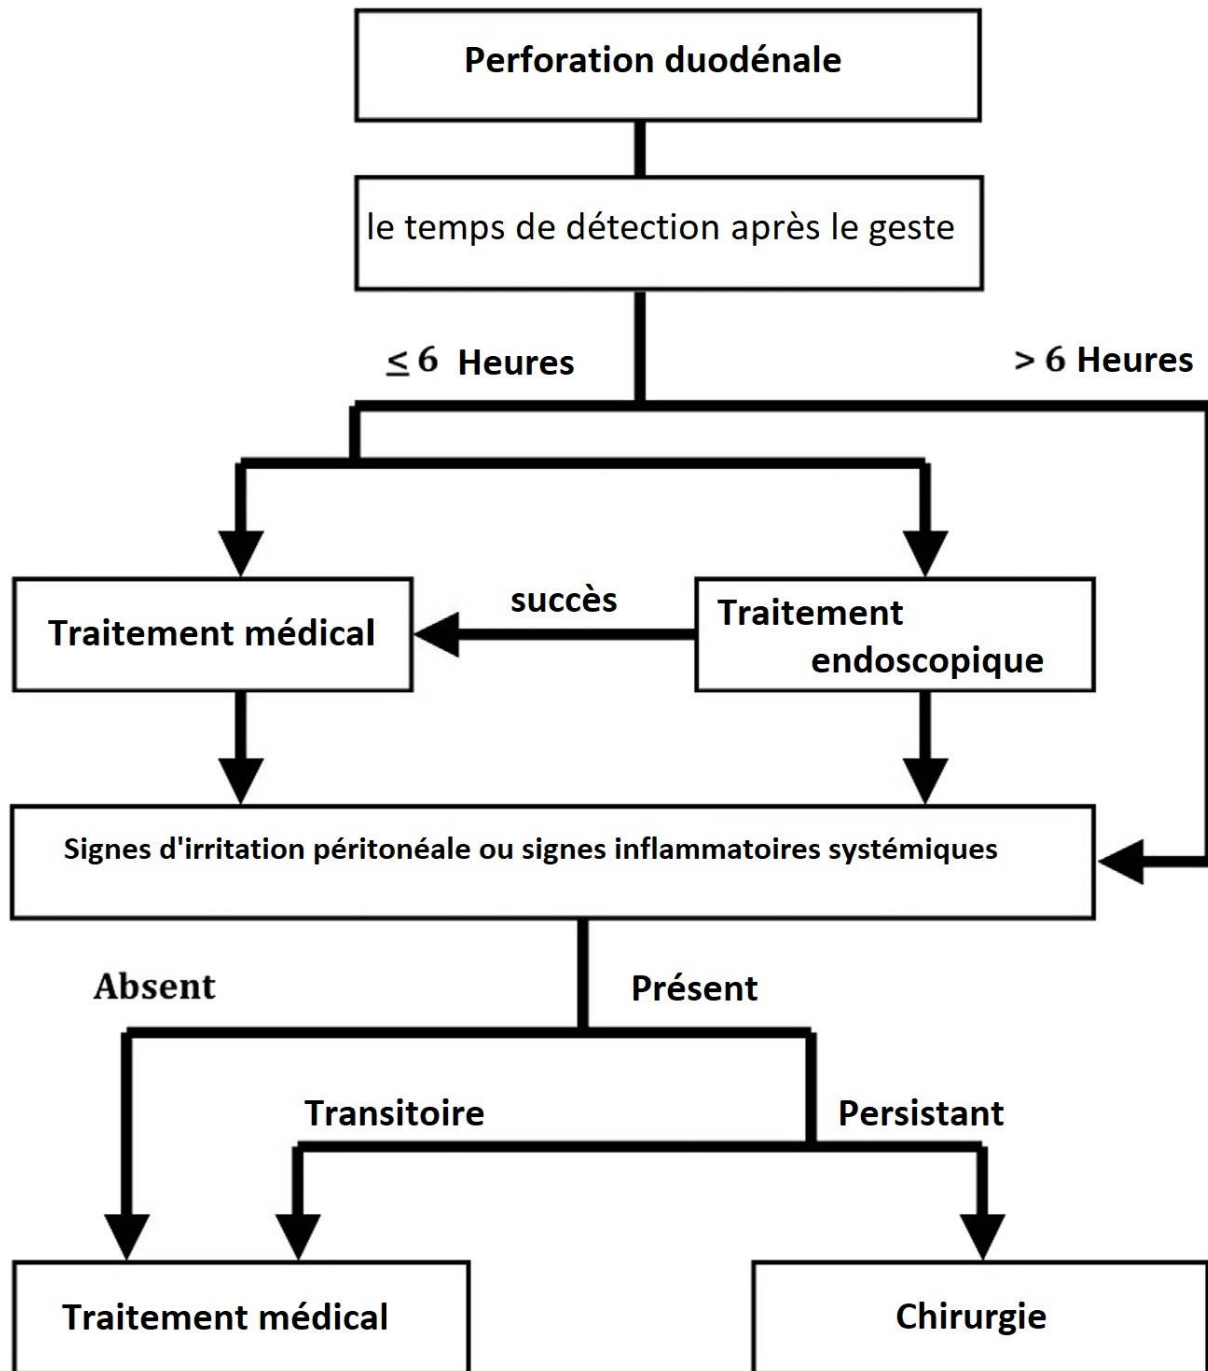 Perforation duodénale
le temps de détection après le geste
≤ 6 Heures
> 6 Heures
succès
Traitement médical
Traitement
endoscopique
Signes d'irritation péritonéale ou signes inflammatoires systémiques
Absent
Présent
Transitoire
Persistant
Traitement médical
Chirurgie